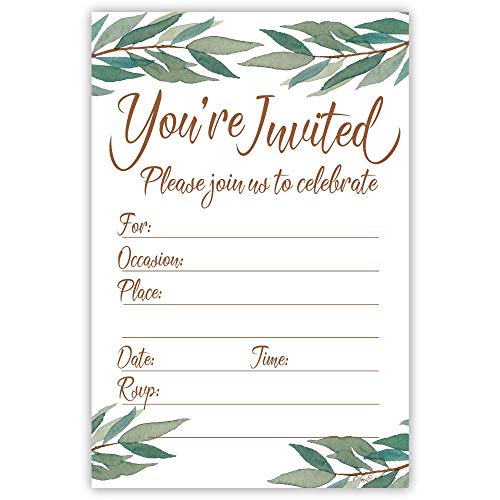 You're Invited
Please join us to celebrate
For:
Occasion:
Place:
Date: Time:
Rsvp: